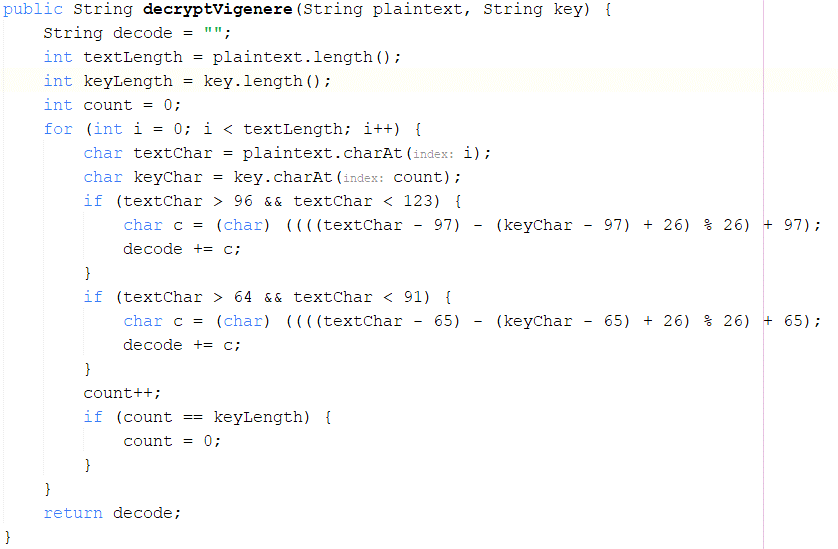 public String decryptVigenere(String plaintext, String key) {
    String decode = "";
    int textLength = plaintext.length();
    int keyLength = key.length();
    int count = 0;
    for (int i = 0; i < textLength; i++) {
        char textChar = plaintext.charAt(index: i);
        char keyChar = key.charAt(index: count);
        if (textChar > 96 && textChar < 123) {
            char c = (char) ((((textChar - 97) - (keyChar - 97) + 26) % 26) + 97);
            decode += c;
        }
        if (textChar > 64 && textChar < 91) {
            char c = (char) ((((textChar - 65) - (keyChar - 65) + 26) % 26) + 65);
            decode += c;
        }
        count++;
        if (count == keyLength) {
            count = 0;
        }
    }
    return decode;
}